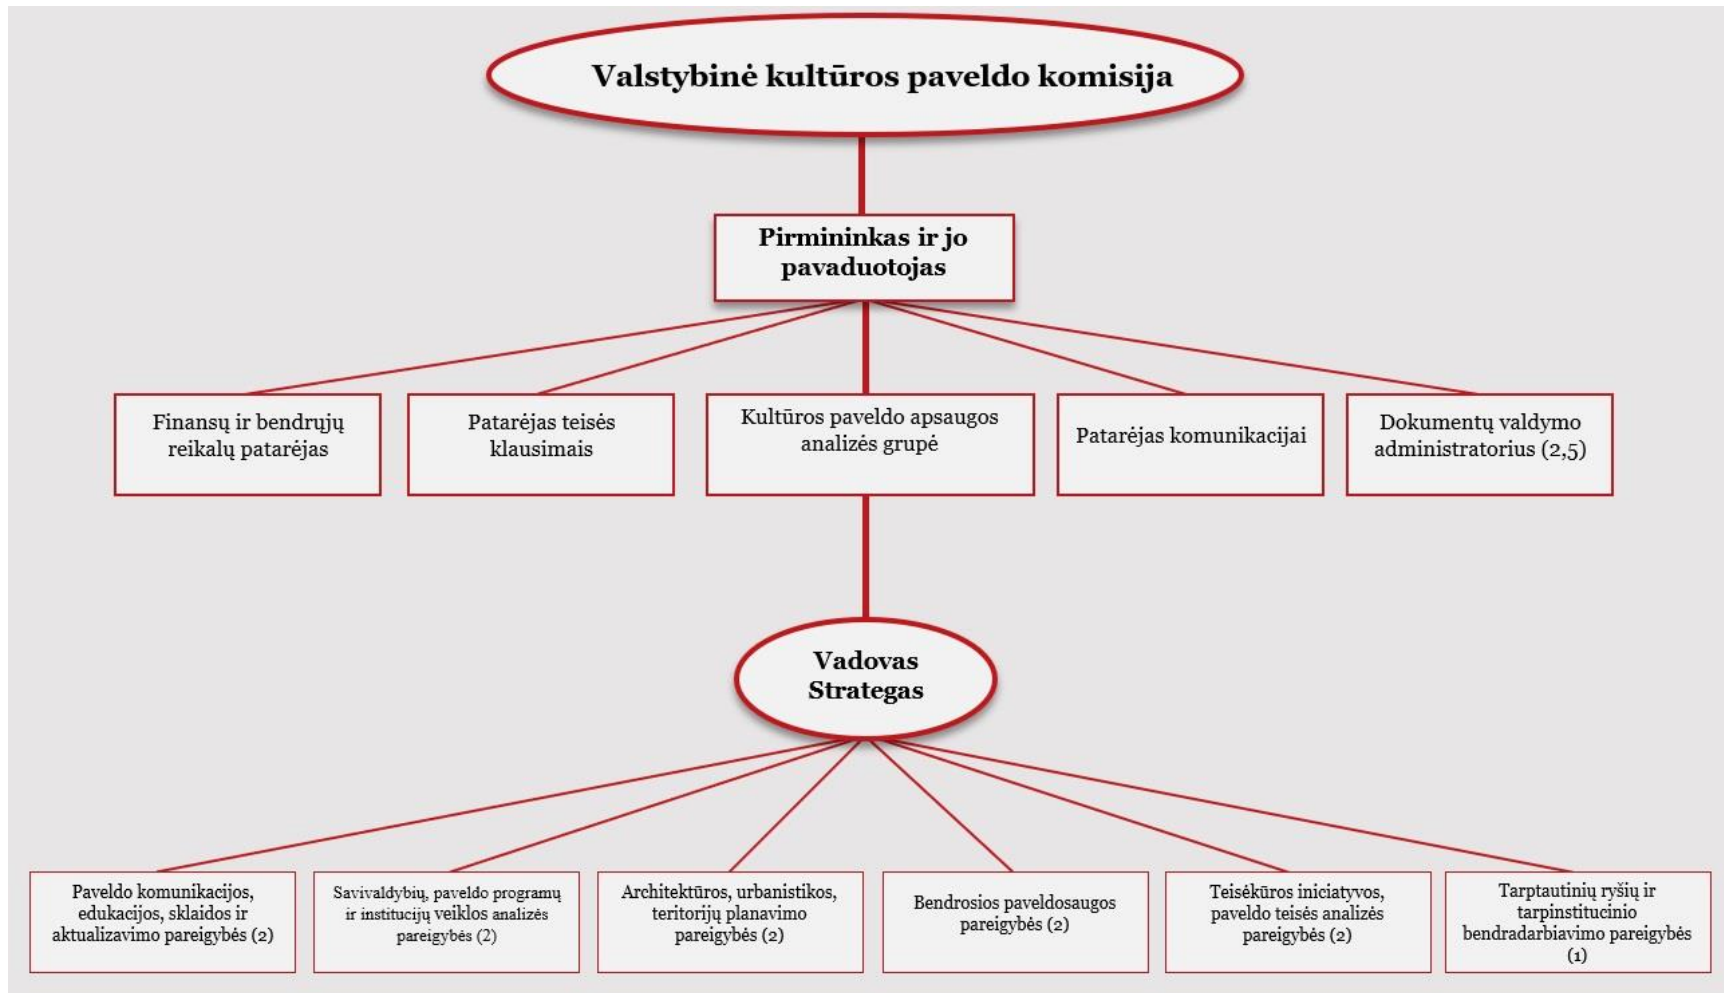 Valstybinė kultūros paveldo komisija
Pirmininkas ir jo
pavaduotojas
Finansų ir bendrųjų
reikalų patarėjas
Patarėjas teisės
klausimais
Kultūros paveldo apsaugos
analizės grupė
Patarėjas komunikacijai
Dokumentų valdymo
administratorius (2,5)
Vadovas
Strategas
Paveldo komunikacijos,
edukacijos, sklaidos ir
aktualizavimo pareigybės (2)
Savivaldybių, paveldo programų
ir institucijų veiklos analizės
pareigybės (2)
Architektūros, urbanistikos,
teritorijų planavimo
pareigybės (2)
Bendrosios paveldosaugos
pareigybės (2)
Teisėkūros iniciatyvos,
paveldo teisės analizės
pareigybės (2)
Tarptautinių ryšių ir
tarpinstitucinio
bendradarbiavimo pareigybės
(1)